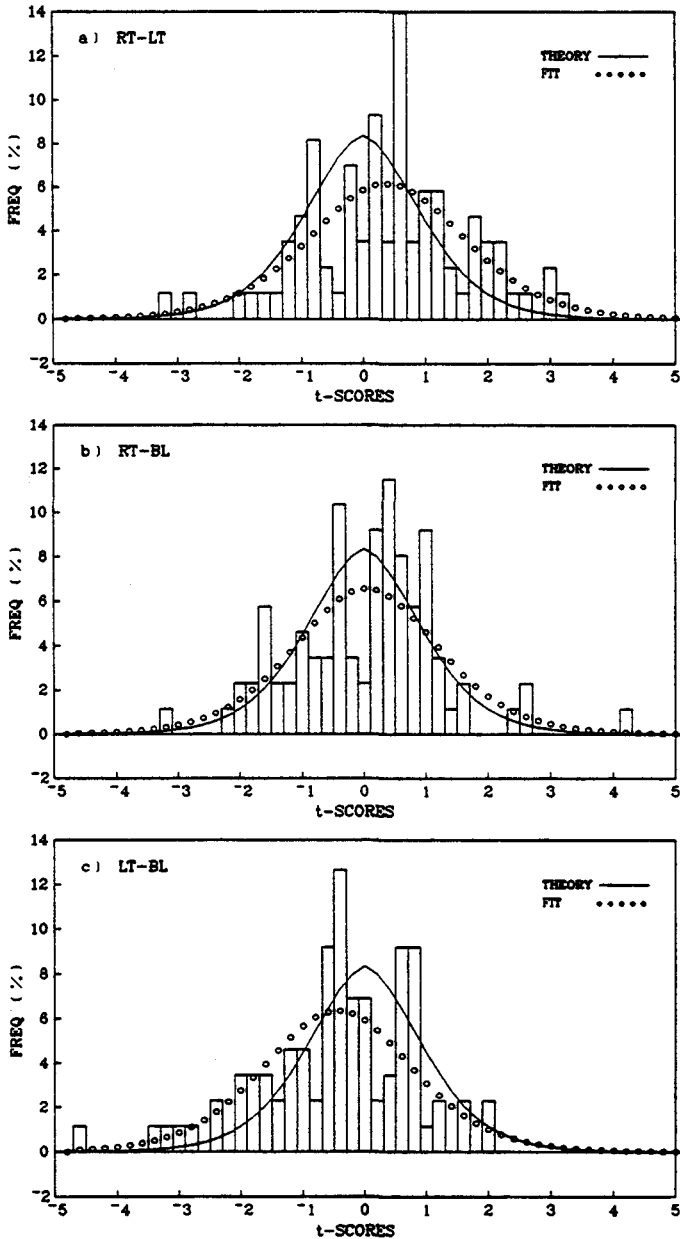 14
a) RT-LT
THEORY
FIT
12
10
8
6
4
2
0
-2
FREQ (%)
-5 -4 -3 -2 -1 0 1 2 3 4 5
t-SCORES
14
b) RT-BL
THEORY
FIT
12
10
8
6
4
2
0
-2
FREQ (%)
-5 -4 -3 -2 -1 0 1 2 3 4 5
t-SCORES
14
c) LT-BL
THEORY
FIT
12
10
8
6
4
2
0
-2
FREQ (%)
-5 -4 -3 -2 -1 0 1 2 3 4 5
t-SCORES